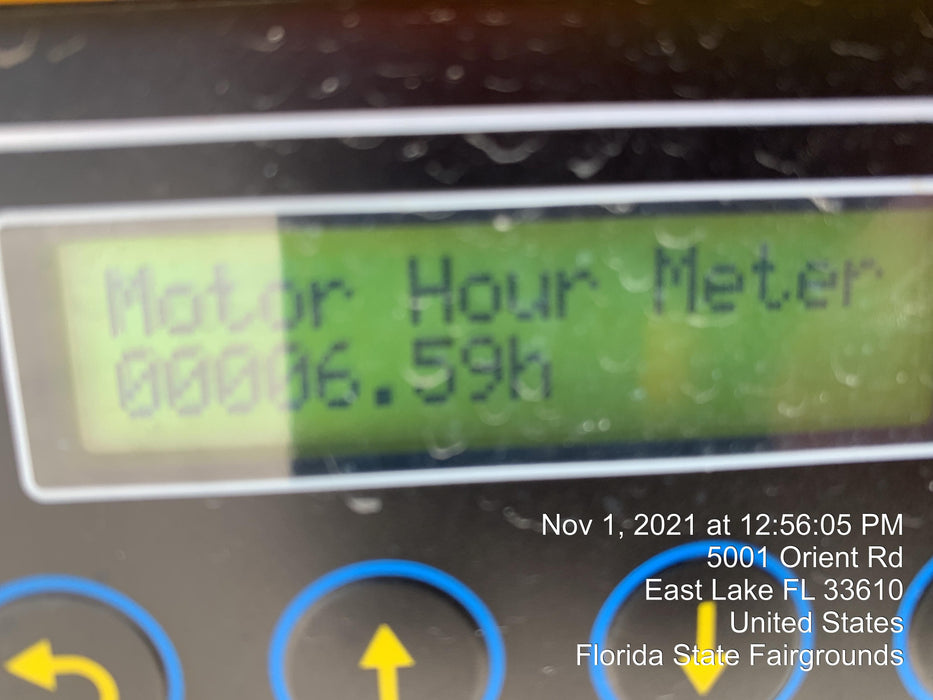 Motor Hour Meter
00006.59h
Nov 1, 2021 at 12:56:05 PM
5001 Orient Rd
East Lake FL 33610
United States
Florida State Fairgrounds